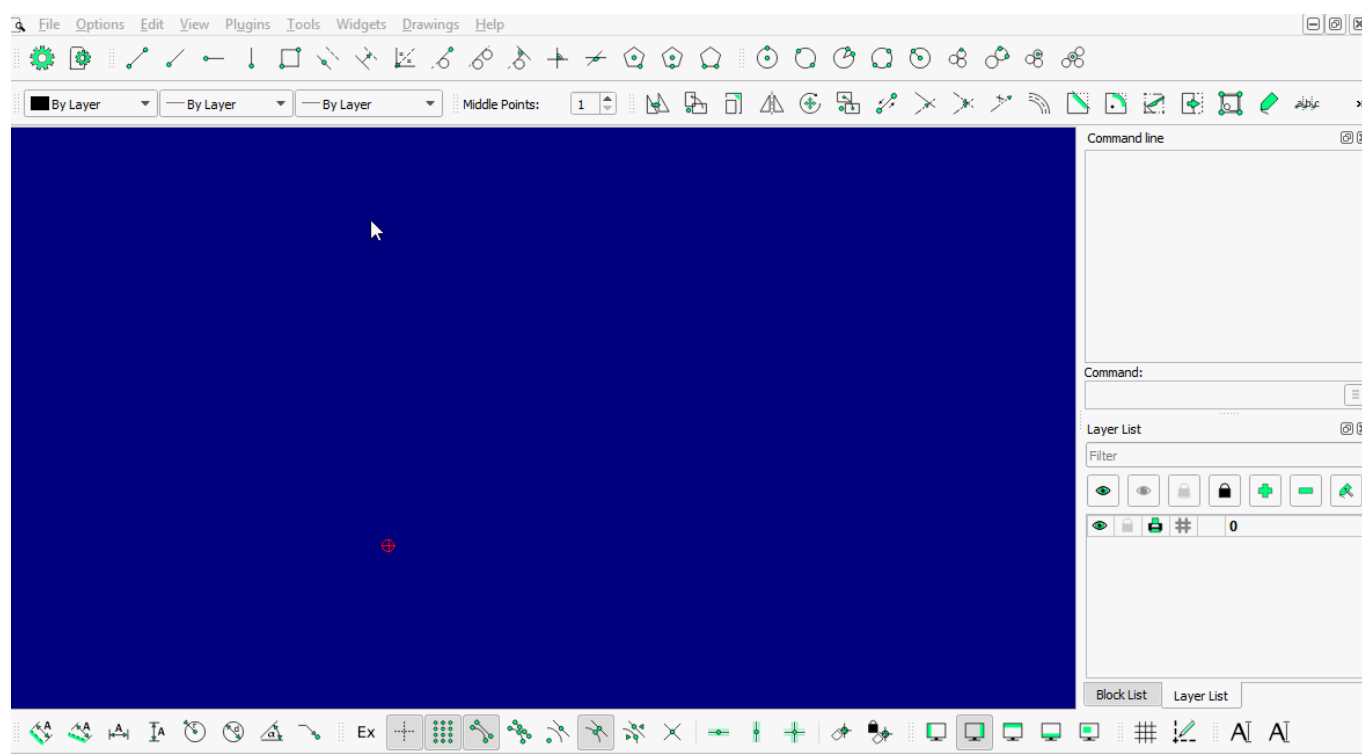 File Options Edit View Plugins Tools Widgets Drawings Help
By Layer By Layer By Layer Middle Points: 1
Command line
Command:
Layer List
Filter
0
Block List Layer List
Ex